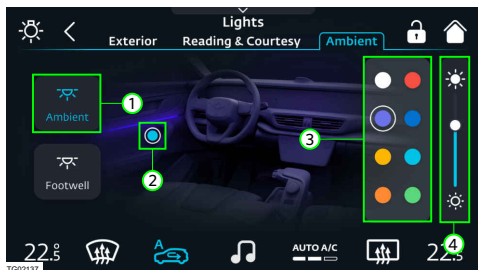 Lights
Exterior Reading & Courtesy Ambient
1
Ambient
2
3
Footwell
4
22.5 A AUTO A/C 22.5
TG02137